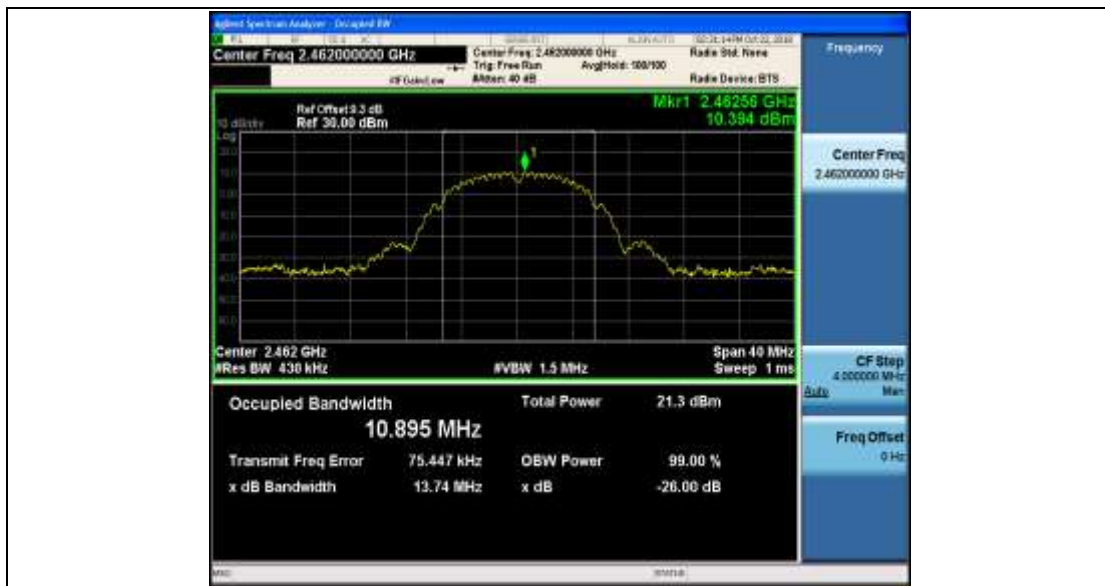 Agilent Spectrum Analyzer - Occupied BW
Center Freq 2.462000000 GHz
Center Freq: 2.462000000 GHz
Radio Std: None
Trig: Free Run
Avg|Hold: 100/100
#IFGain:Low
#Atten: 40 dB
Radio Device: BTS
Frequency
Mkr1 2.46256 GHz
10.394 dBm
Ref Offset 9.3 dB
10 dB/div
Ref 30.00 dBm
Log
1
Center Freq
2.462000000 GHz
Center 2.462 GHz
Span 40 MHz
#Res BW 430 kHz
#VBW 1.5 MHz
Sweep 1 ms
CF Step
4.000000 MHz
Auto
Man
Occupied Bandwidth
Total Power
21.3 dBm
10.895 MHz
Freq Offset
0 Hz
Transmit Freq Error
75.447 kHz
OBW Power
99.00 %
x dB Bandwidth
13.74 MHz
x dB
-26.00 dB
MSG
STATUS